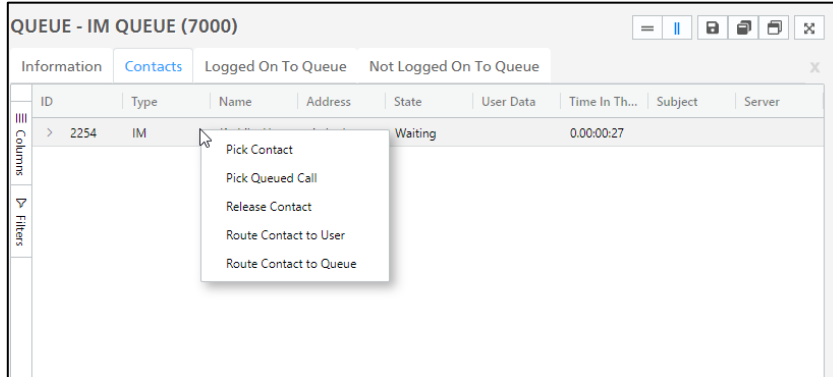 QUEUE - IM QUEUE (7000)
Information Contacts Logged On To Queue Not Logged On To Queue
ID Type Name Address State User Data Time In Th... Subject Server
2254 IM Waiting 0.00:00:27
Columns
Filters
Pick Contact
Pick Queued Call
Release Contact
Route Contact to User
Route Contact to Queue